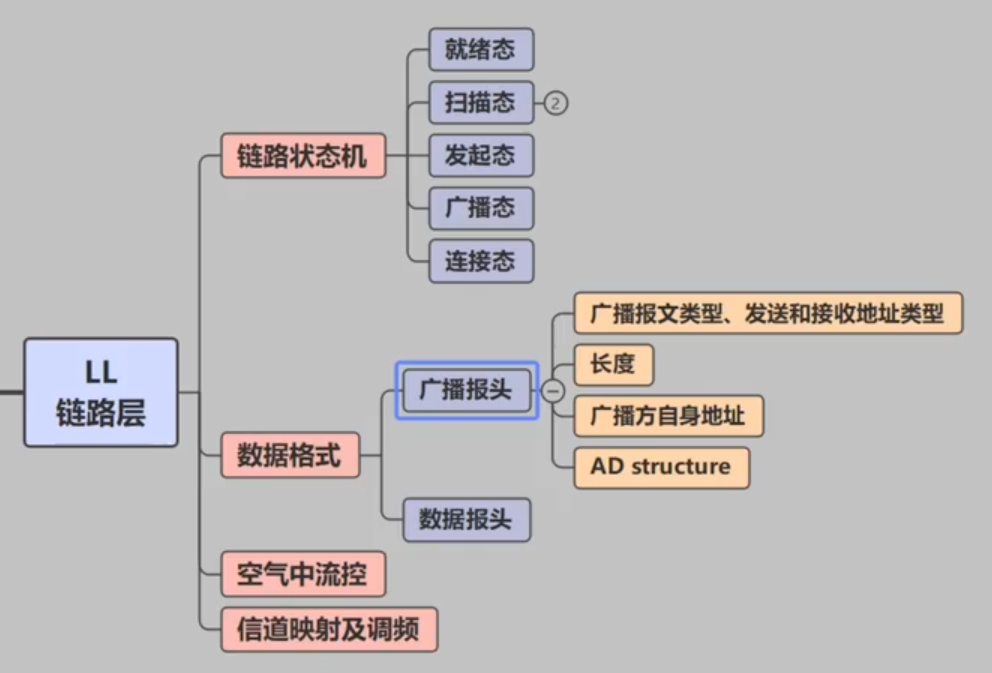 就绪态
扫描态
2
链路状态机
发起态
广播态
连接态
LL
链路层
广播报文类型、发送和接收地址类型
长度
广播报头
广播方自身地址
数据格式
AD structure
数据报头
空气中流控
信道映射及调频